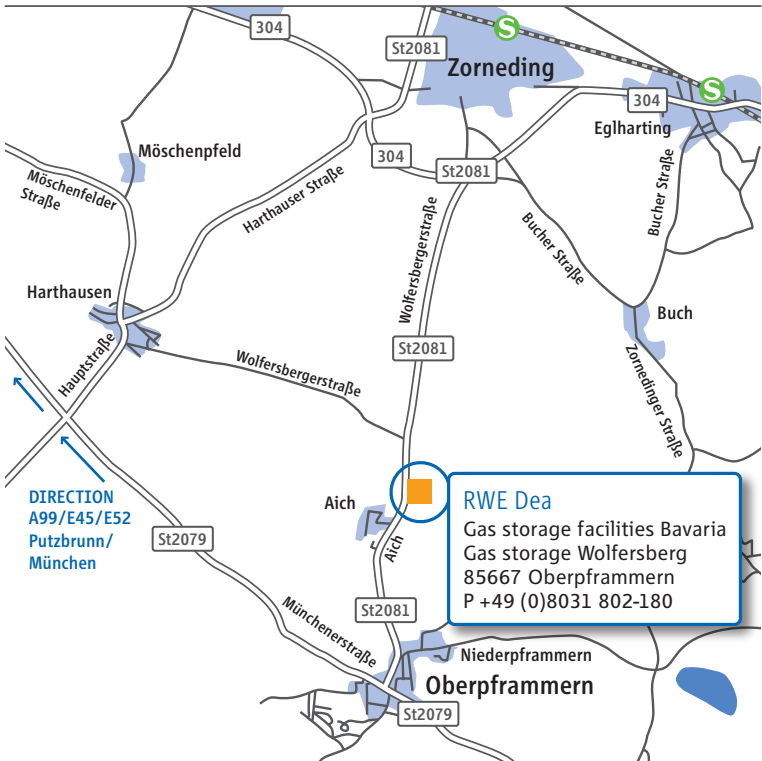 304
St2081
S
Zorneding
S
304
Eglharting
Möschenpfeld
304
St2081
Möschenfelder
Straße
Harthauser Straße
Bucher Straße
Bucher Straße
Wolfersbergerstraße
Harthausen
Buch
Hauptstraße
St2081
Wolfersbergerstraße
Zornedinger Straße
DIRECTION
A99/E45/E52
Putzbrunn/
München
Aich
Aich
RWE Dea
Gas storage facilities Bavaria
Gas storage Wolfersberg
85667 Oberpframmern
P +49 (0)8031 802-180
St2079
St2081
Münchenerstraße
Niederpframmern
Oberpframmern
St2079